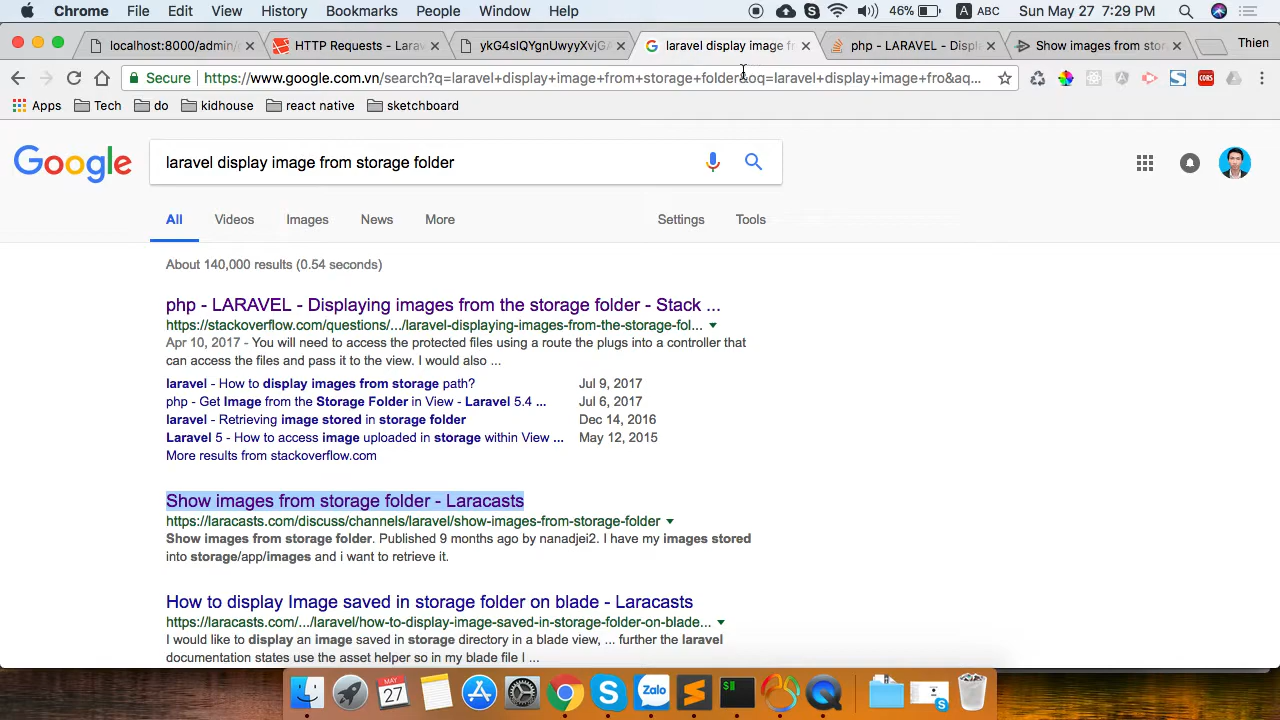 Chrome File Edit View History Bookmarks People Window Help 46% A ABC Sun May 27 7:29 PM
localhost:8000/admin/ HTTP Requests - Larav ykG4slQYgnUwyyXvjGA laravel display image f php - LARAVEL - Displ Show images from stor Thien
Secure https://www.google.com.vn/search?q=laravel+display+image+from+storage+folder&oq=laravel+display+image+fro&aq... CORS
Apps Tech do kidhouse react native sketchboard
Google laravel display image from storage folder
All Videos Images News More Settings Tools
About 140,000 results (0.54 seconds)
php - LARAVEL - Displaying images from the storage folder - Stack ...
https://stackoverflow.com/questions/.../laravel-displaying-images-from-the-storage-fol...
Apr 10, 2017 - You will need to access the protected files using a route the plugs into a controller that
can access the files and pass it to the view. I would also ...
laravel - How to display images from storage path? Jul 9, 2017
php - Get Image from the Storage Folder in View - Laravel 5.4 ... Jul 6, 2017
laravel - Retrieving image stored in storage folder Dec 14, 2016
Laravel 5 - How to access image uploaded in storage within View ... May 12, 2015
More results from stackoverflow.com
Show images from storage folder - Laracasts
https://laracasts.com/discuss/channels/laravel/show-images-from-storage-folder
Show images from storage folder. Published 9 months ago by nanadjei2. I have my images stored
into storage/app/images and i want to retrieve it.
How to display Image saved in storage folder on blade - Laracasts
https://laracasts.com/.../laravel/how-to-display-image-saved-in-storage-folder-on-blade...
I would like to display an image saved in storage directory in a blade view, ... further the laravel
documentation states use the asset helper so in my blade file I ...
MAY
27
Zalo